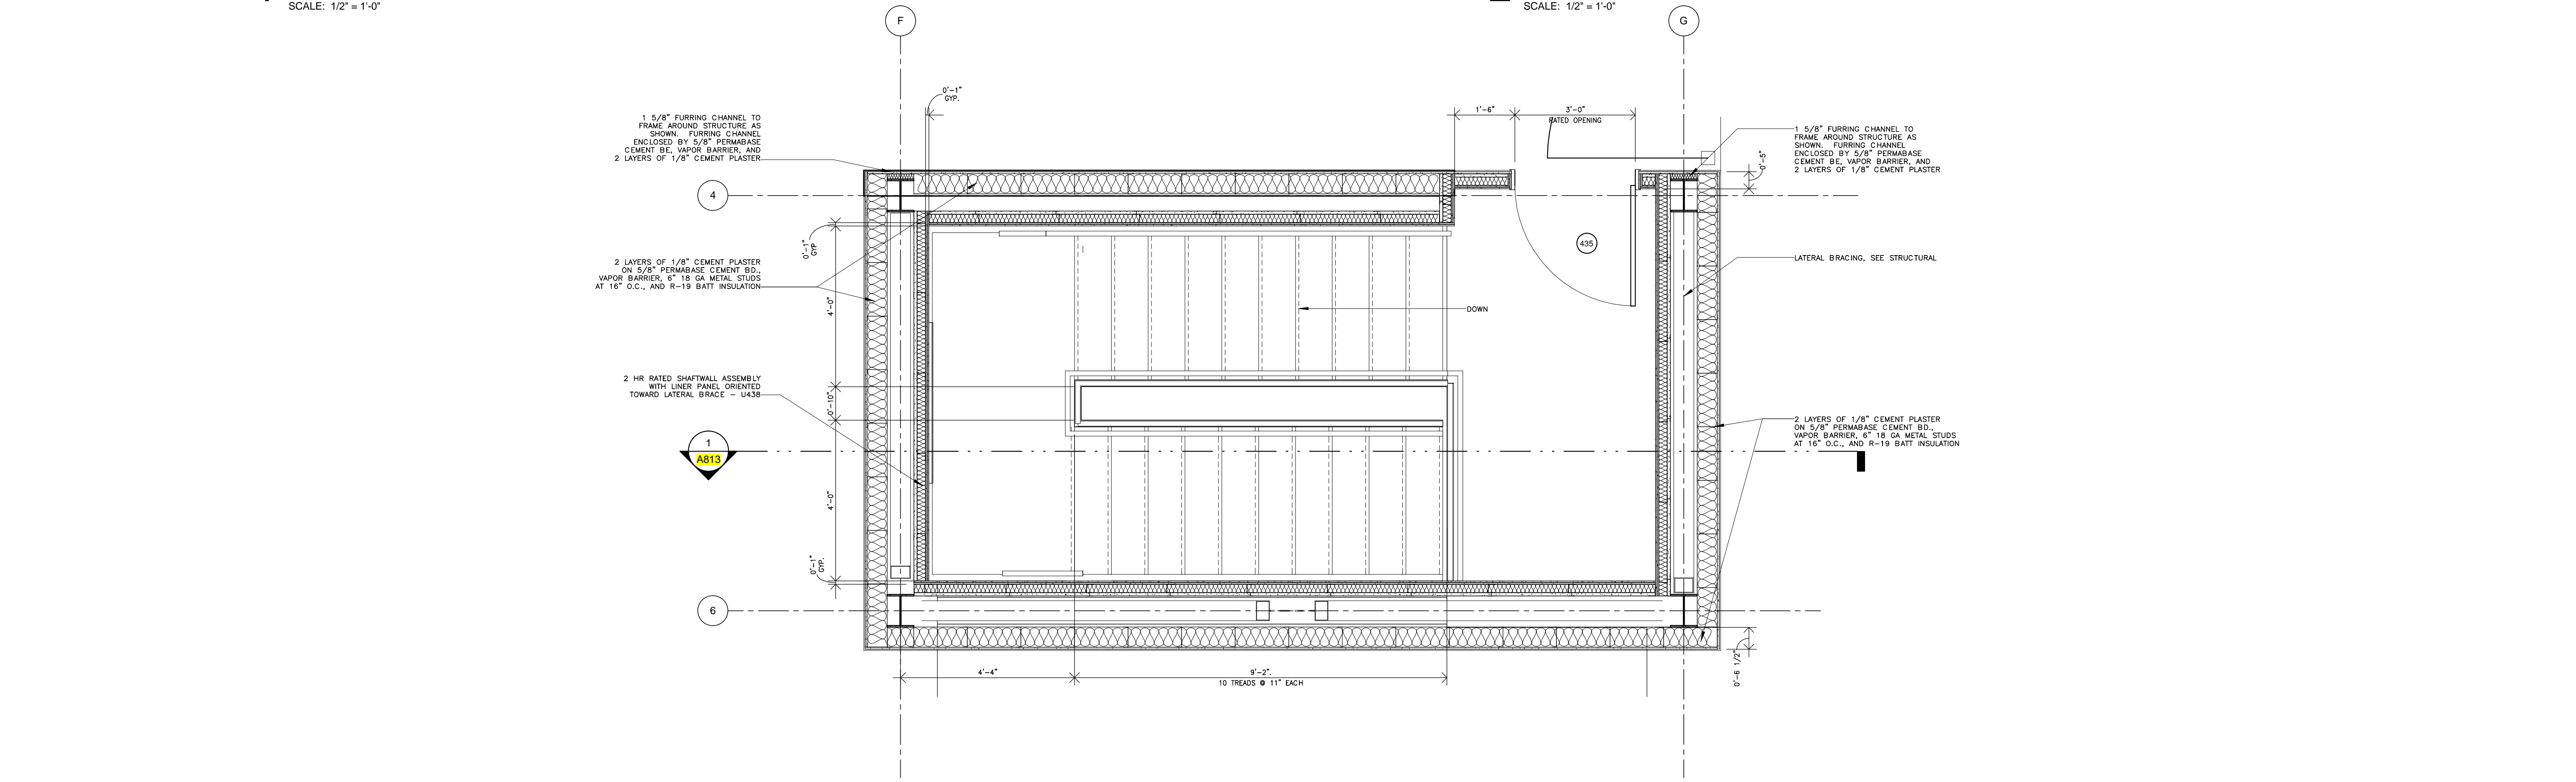 SCALE: 1/2" = 1'-0"
SCALE: 1/2" = 1'-0"
F
G
0'-1"
GYP.
1'-6"
3'-0"
RATED OPENING
1 5/8" FURRING CHANNEL TO
FRAME AROUND STRUCTURE AS
SHOWN. FURRING CHANNEL
ENCLOSED BY 5/8" PERMABASE
CEMENT BE, VAPOR BARRIER, AND
2 LAYERS OF 1/8" CEMENT PLASTER
1 5/8" FURRING CHANNEL TO
FRAME AROUND STRUCTURE AS
SHOWN. FURRING CHANNEL
ENCLOSED BY 5/8" PERMABASE
CEMENT BE, VAPOR BARRIER, AND
2 LAYERS OF 1/8" CEMENT PLASTER
0'-5"
4
0'-1"
GYP
435
2 LAYERS OF 1/8" CEMENT PLASTER
ON 5/8" PERMABASE CEMENT BD.,
VAPOR BARRIER, 6" 18 GA METAL STUDS
AT 16" O.C., AND R-19 BATT INSULATION
LATERAL BRACING, SEE STRUCTURAL
4'-0"
DOWN
2 HR RATED SHAFTWALL ASSEMBLY
WITH LINER PANEL ORIENTED
TOWARD LATERAL BRACE - U438
0'-10"
2 LAYERS OF 1/8" CEMENT PLASTER
ON 5/8" PERMABASE CEMENT BD.,
VAPOR BARRIER, 6" 18 GA METAL STUDS
AT 16" O.C., AND R-19 BATT INSULATION
1
A813
4'-0"
0'-1"
GYP.
6
0'-6 1/2"
4'-4"
9'-2".
10 TREADS @ 11" EACH